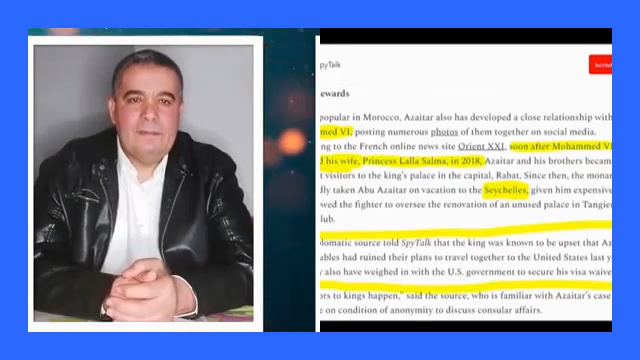 pyTalk
Iscrivi
ewards
popular in Morocco, Azaitar also has developed a close relationship with
med VI, posting numerous photos of them together on social media.
ng to the French online news site Orient XXI, soon after Mohammed VI
d his wife, Princess Lalla Salma, in 2018, Azaitar and his brothers became
t visitors to the king's palace in the capital, Rabat. Since then, the monar
dly taken Abu Azaitar on vacation to the Seychelles, given him expensive
wed the fighter to oversee the renovation of an unused palace in Tangier
lub.
lomatic source told SpyTalk that the king was known to be upset that Az
ables had ruined their plans to travel together to the United States last y
y also have weighed in with the U.S. government to secure his visa waive
ors to kings happen," said the source, who is familiar with Azaitar's case
e on condition of anonymity to discuss consular affairs.